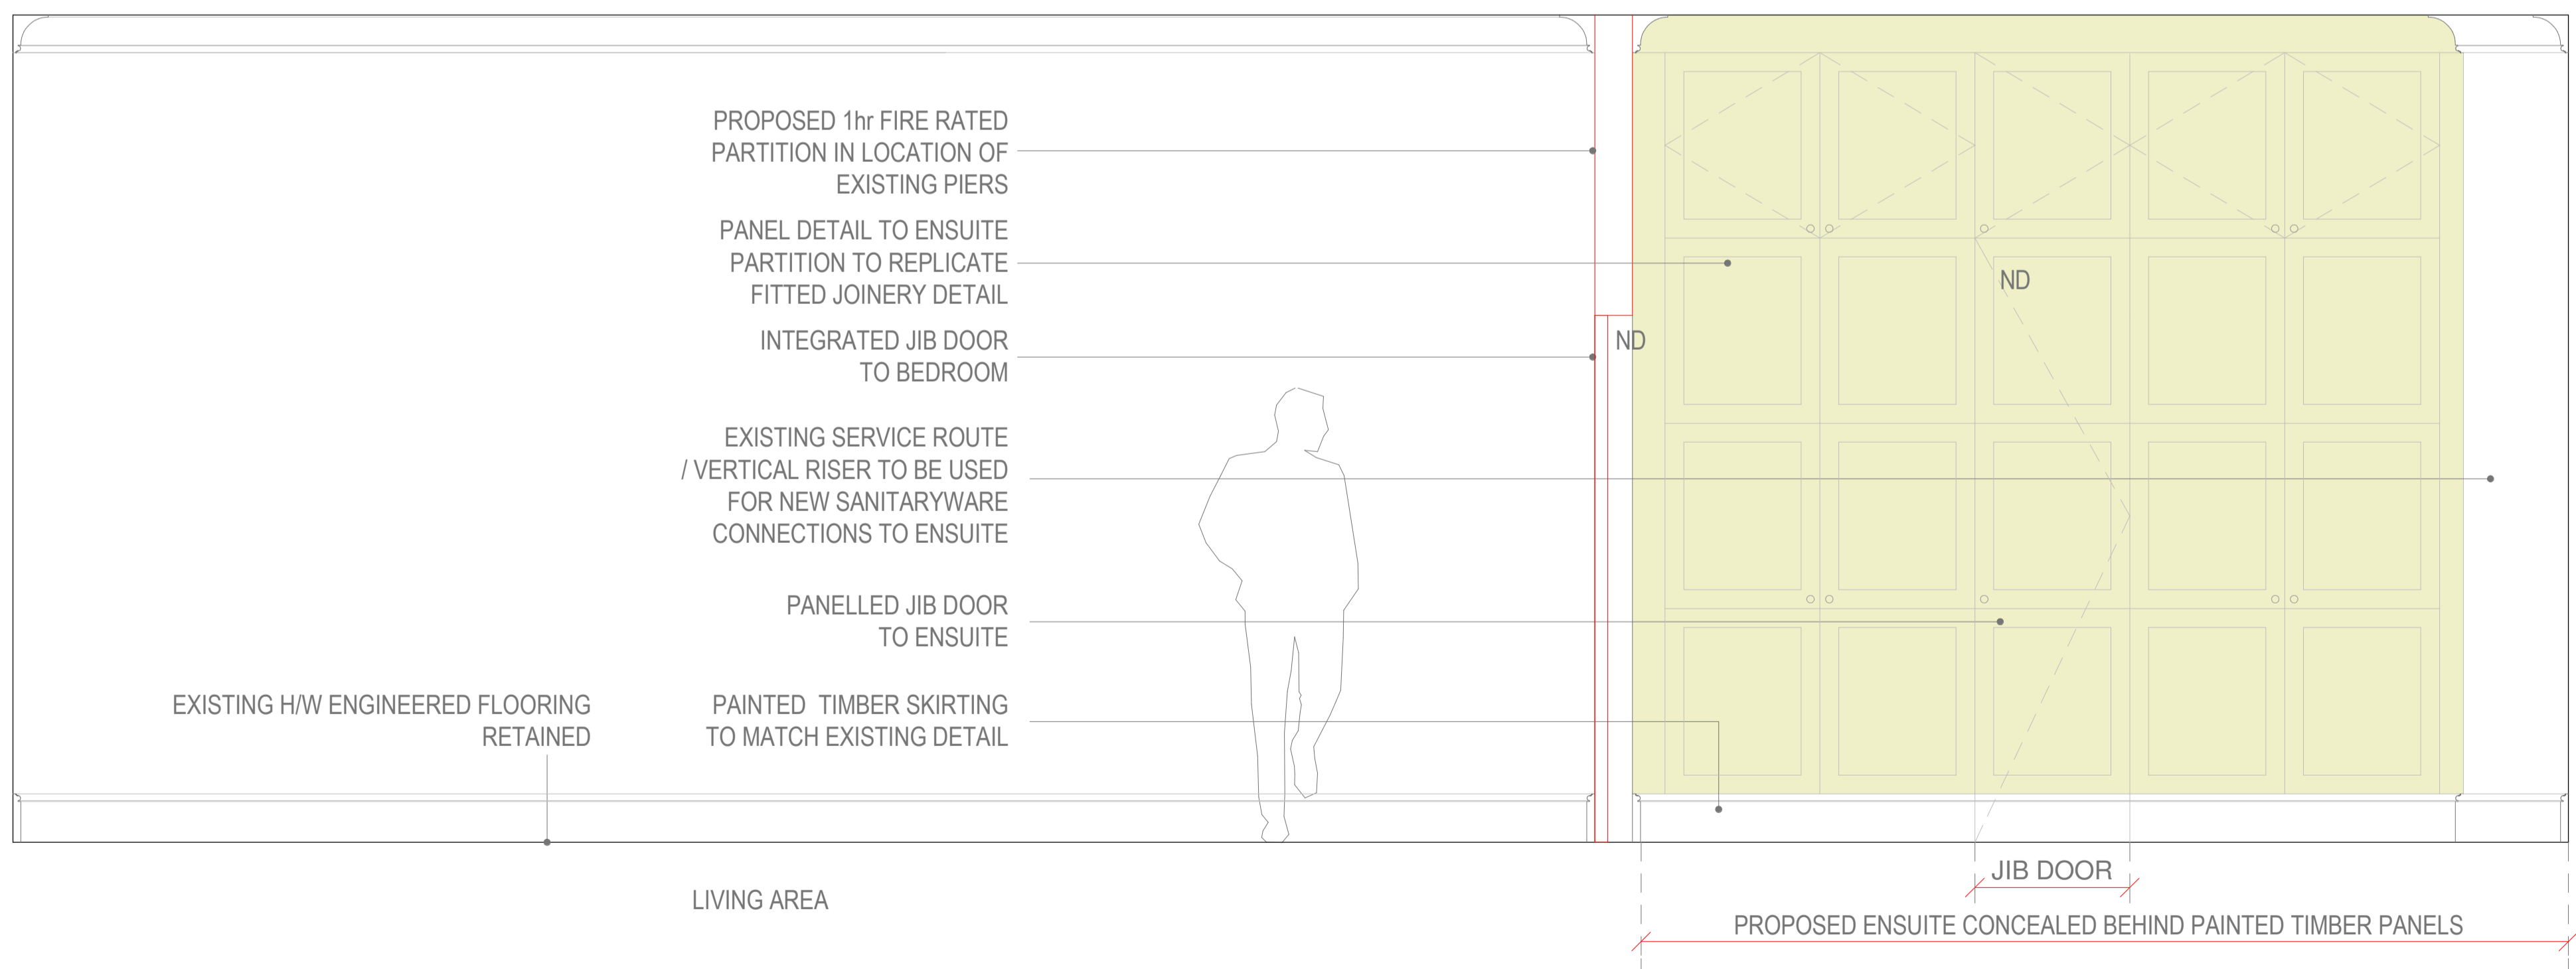 PROPOSED 1hr FIRE RATED
PARTITION IN LOCATION OF
EXISTING PIERS
PANEL DETAIL TO ENSUITE
PARTITION TO REPLICATE
FITTED JOINERY DETAIL
ND
INTEGRATED JIB DOOR
TO BEDROOM
ND
EXISTING SERVICE ROUTE
/ VERTICAL RISER TO BE USED
FOR NEW SANITARYWARE
CONNECTIONS TO ENSUITE
PANELLED JIB DOOR
TO ENSUITE
EXISTING H/W ENGINEERED FLOORING
RETAINED
PAINTED TIMBER SKIRTING
TO MATCH EXISTING DETAIL
LIVING AREA
JIB DOOR
PROPOSED ENSUITE CONCEALED BEHIND PAINTED TIMBER PANELS